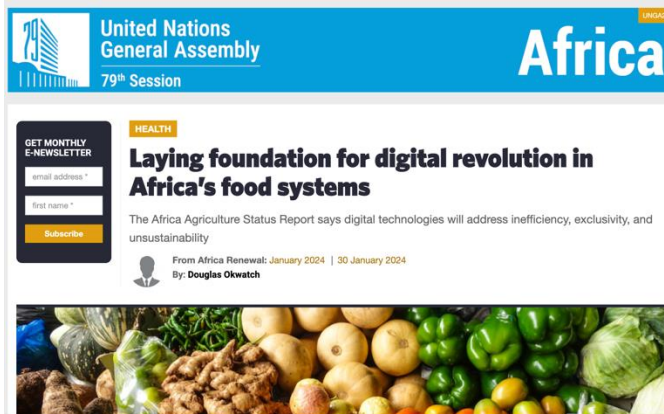 79
United Nations
General Assembly
79th Session
Africa
GET MONTHLY
E-NEWSLETTER
email address *
first name *
Subscribe
HEALTH
Laying foundation for digital revolution in
Africa's food systems
The Africa Agriculture Status Report says digital technologies will address inefficiency, exclusivity, and
unsustainability
From Africa Renewal: January 2024 | 30 January 2024
By: Douglas Okwatch